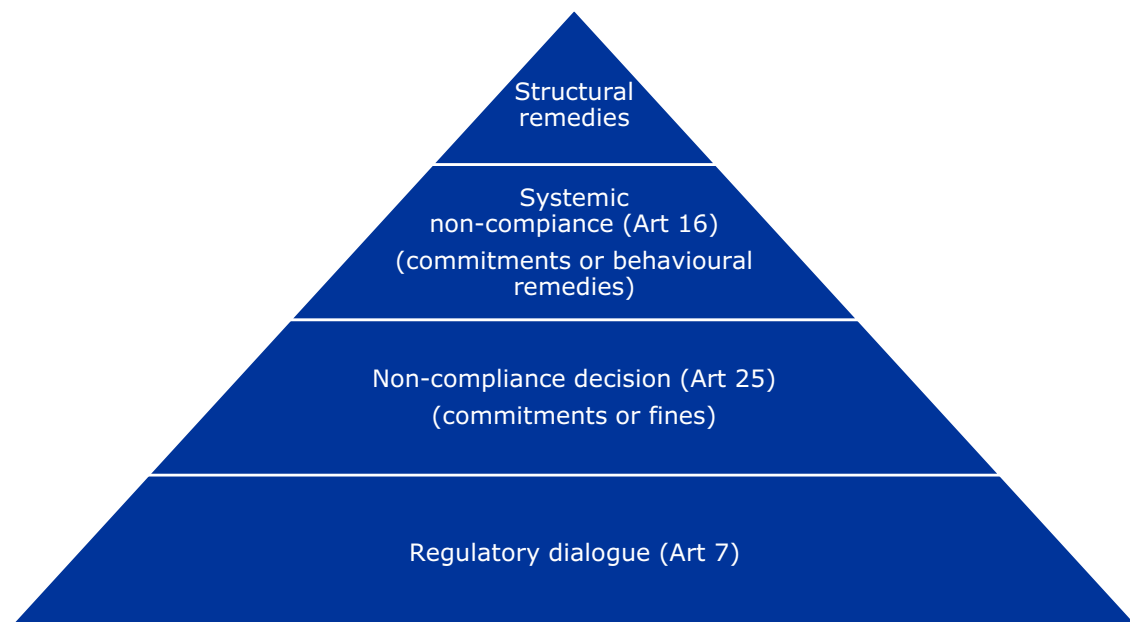 Structural
remedies
Systemic
non-compiance (Art 16)
(commitments or behavioural
remedies)
Non-compliance decision (Art 25)
(commitments or fines)
Regulatory dialogue (Art 7)